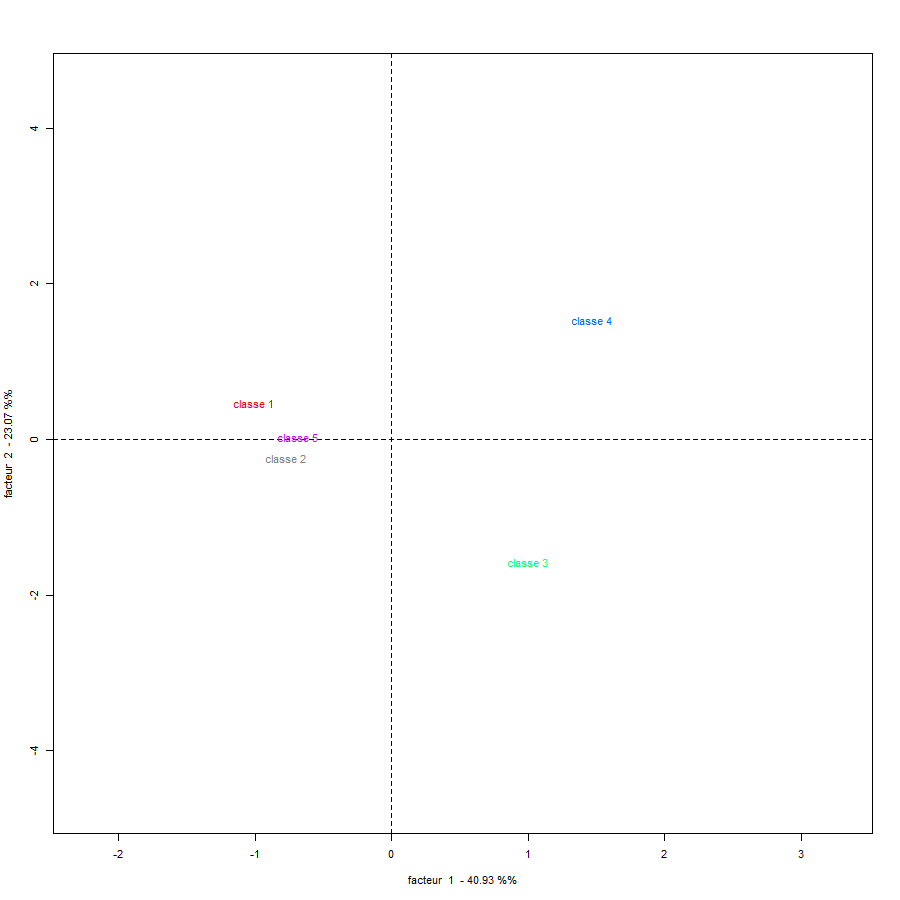 4
2
0
-2
-4
facteur 2 - 23.07 %%
classe 4
classe 1
classe 5
classe 2
classe 3
-2
-1
0
1
2
3
facteur 1 - 40.93 %%